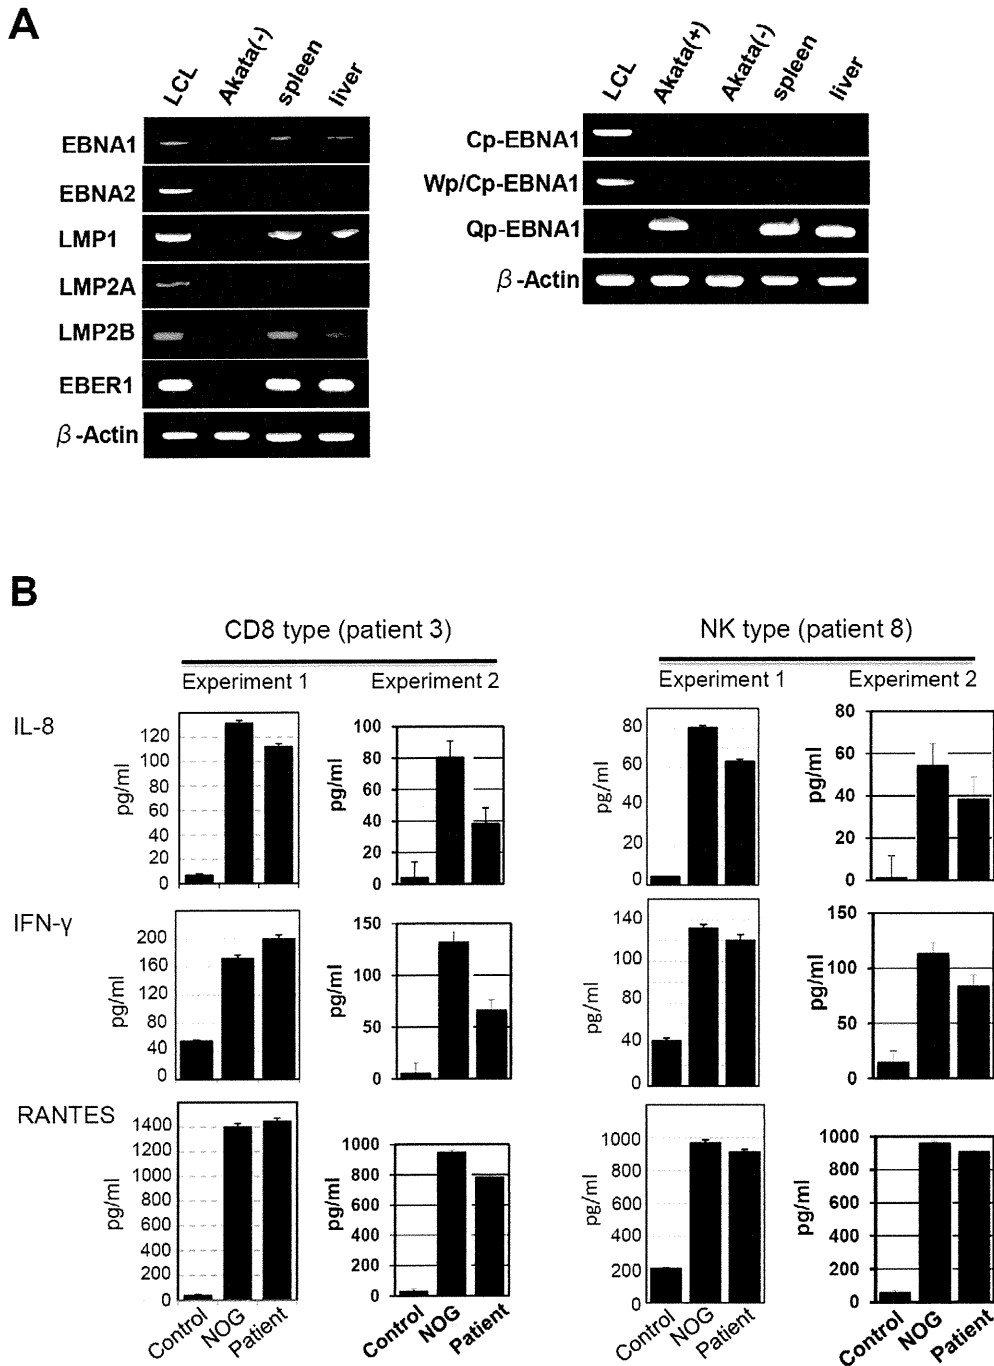 A
LCL
Akata(-)
spleen
liver
EBNA1
EBNA2
LMP1
LMP2A
LMP2B
EBER1
β-Actin
LCL
Akata(+)
Akata(-)
spleen
liver
Cp-EBNA1
Wp/Cp-EBNA1
Qp-EBNA1
β-Actin
B
CD8 type (patient 3)
NK type (patient 8)
Experiment 1
Experiment 2
Experiment 1
Experiment 2
IL-8
pg/ml
120
100
80
60
40
20
0
pg/ml
100
80
60
40
20
0
pg/ml
80
60
40
20
0
pg/ml
80
60
40
20
0
IFN-γ
pg/ml
200
160
120
80
40
0
pg/ml
150
100
50
0
pg/ml
140
100
80
40
0
pg/ml
150
100
50
0
RANTES
pg/ml
1400
1200
1000
800
600
400
200
0
pg/ml
1000
800
600
400
200
0
pg/ml
1000
800
600
400
200
0
pg/ml
1000
800
600
400
200
0
Control
NOG
Patient
Control
NOG
Patient
Control
NOG
Patient
Control
NOG
Patient